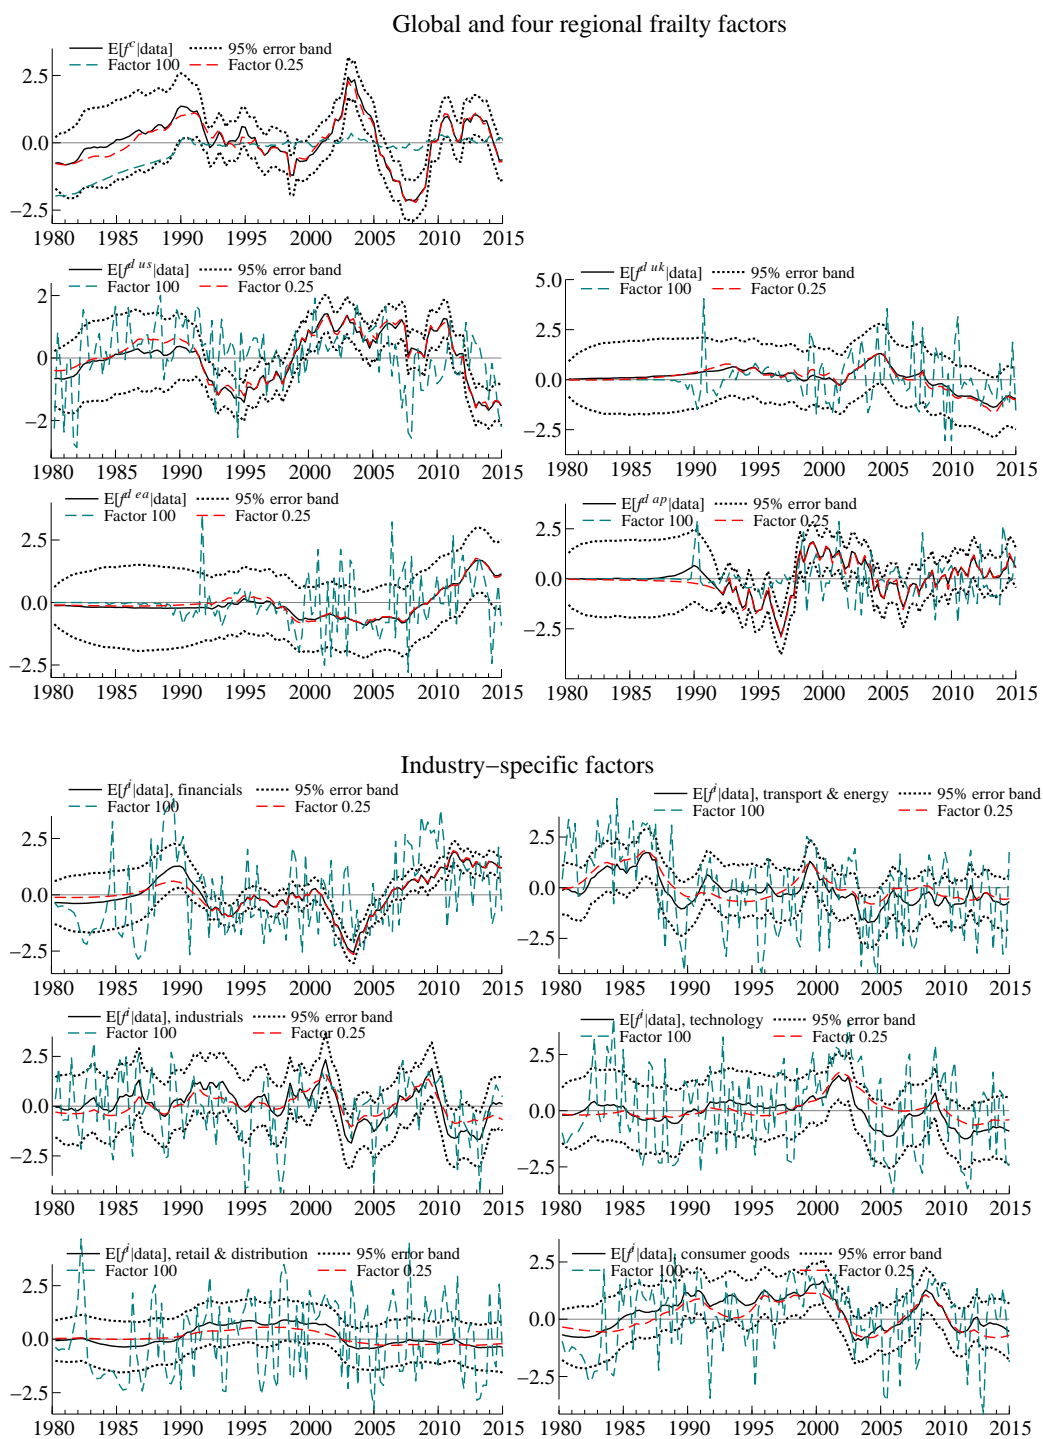 Global and four regional frailty factors
E[f^c|data] 95% error band
Factor 100 Factor 0.25
2.5
0.0
−2.5
1980 1985 1990 1995 2000 2005 2010 2015
E[f^{d us}|data] 95% error band
Factor 100 Factor 0.25
2
0
−2
1980 1985 1990 1995 2000 2005 2010 2015
E[f^{d uk}|data] 95% error band
Factor 100 Factor 0.25
5.0
2.5
0.0
−2.5
1980 1985 1990 1995 2000 2005 2010 2015
E[f^{d ea}|data] 95% error band
Factor 100 Factor 0.25
2.5
0.0
−2.5
1980 1985 1990 1995 2000 2005 2010 2015
E[f^{d ap}|data] 95% error band
Factor 100 Factor 0.25
2.5
0.0
−2.5
1980 1985 1990 1995 2000 2005 2010 2015
Industry−specific factors
E[f^i|data], financials 95% error band
Factor 100 Factor 0.25
2.5
0.0
−2.5
1980 1985 1990 1995 2000 2005 2010 2015
E[f^i|data], transport & energy 95% error band
Factor 100 Factor 0.25
2.5
0.0
−2.5
1980 1985 1990 1995 2000 2005 2010 2015
E[f^i|data], industrials 95% error band
Factor 100 Factor 0.25
2.5
0.0
−2.5
1980 1985 1990 1995 2000 2005 2010 2015
E[f^i|data], technology 95% error band
Factor 100 Factor 0.25
2.5
0.0
−2.5
1980 1985 1990 1995 2000 2005 2010 2015
E[f^i|data], retail & distribution 95% error band
Factor 100 Factor 0.25
2.5
0.0
−2.5
1980 1985 1990 1995 2000 2005 2010 2015
E[f^i|data], consumer goods 95% error band
Factor 100 Factor 0.25
2.5
0.0
−2.5
1980 1985 1990 1995 2000 2005 2010 2015